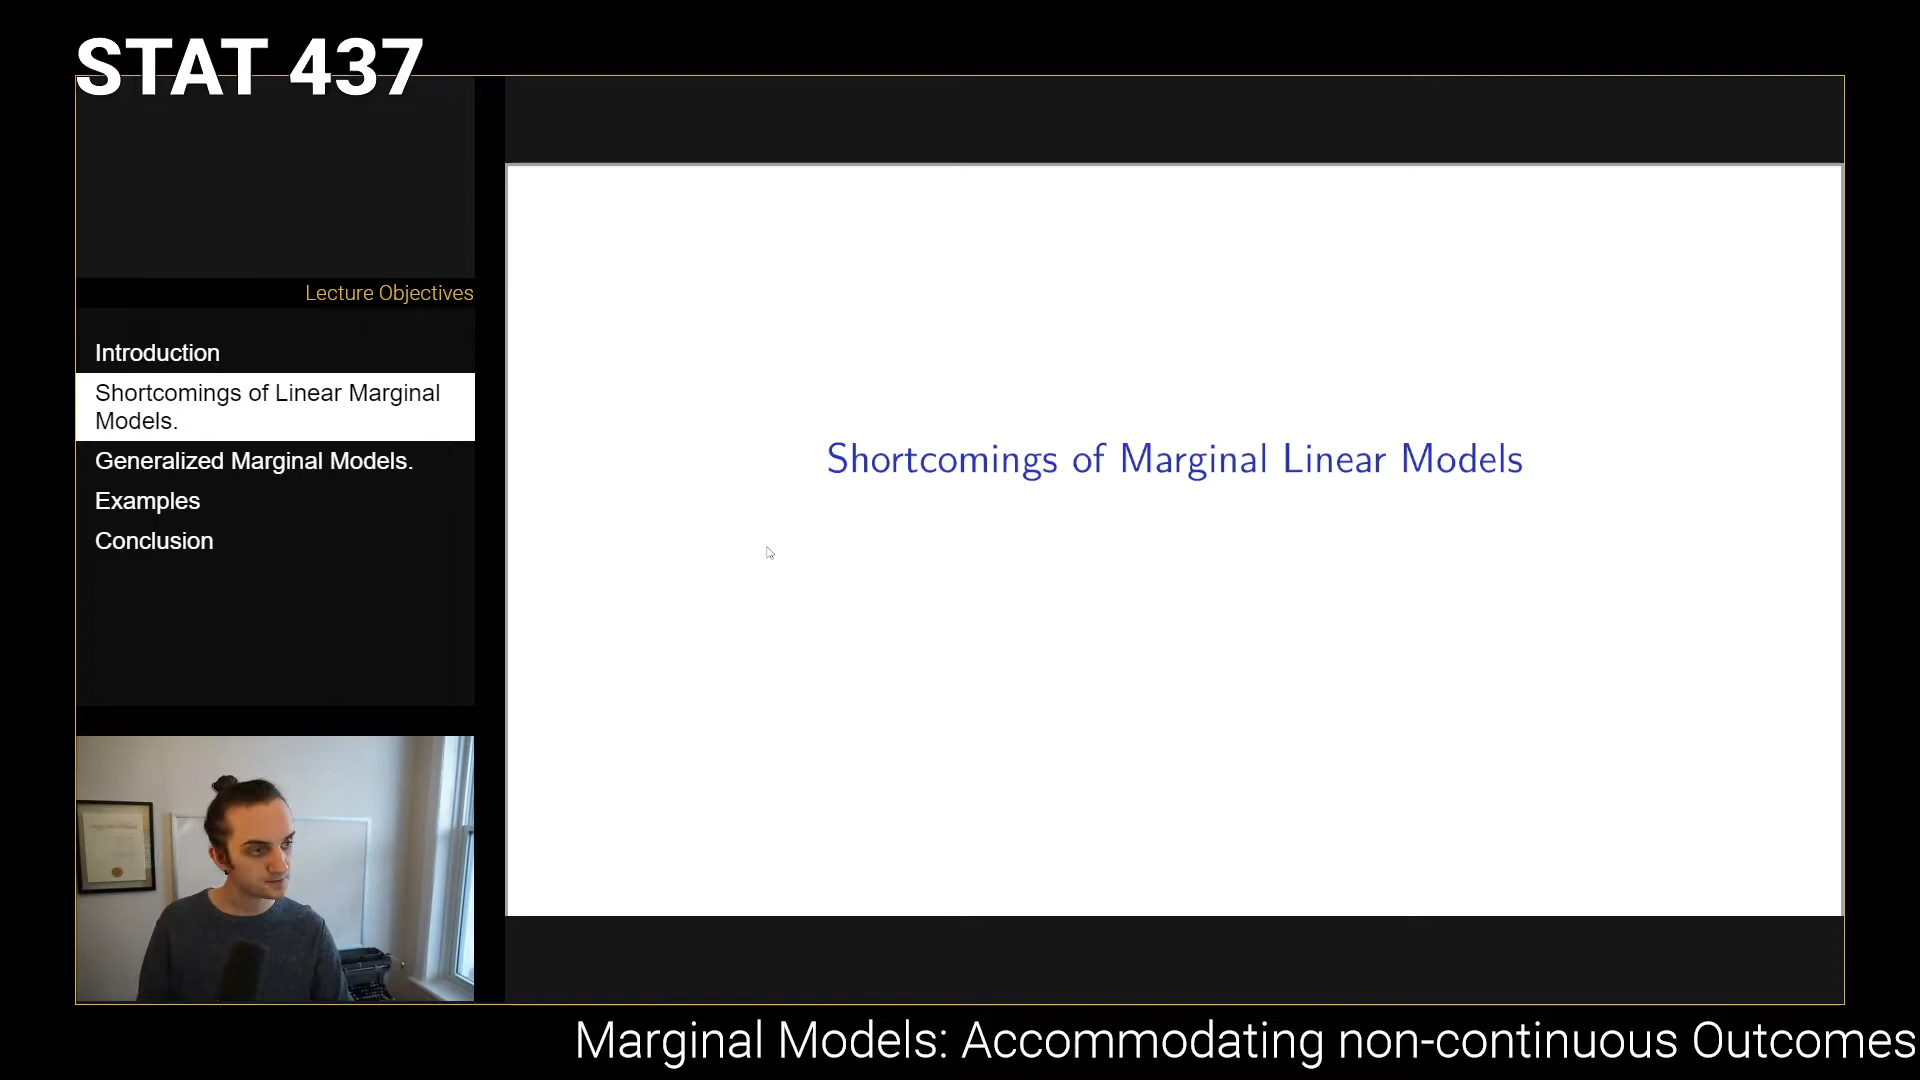 STAT 437
Lecture Objectives
Introduction
Shortcomings of Linear Marginal
Models.
Generalized Marginal Models.
Examples
Conclusion
Shortcomings of Marginal Linear Models
Marginal Models: Accommodating non-continuous Outcomes